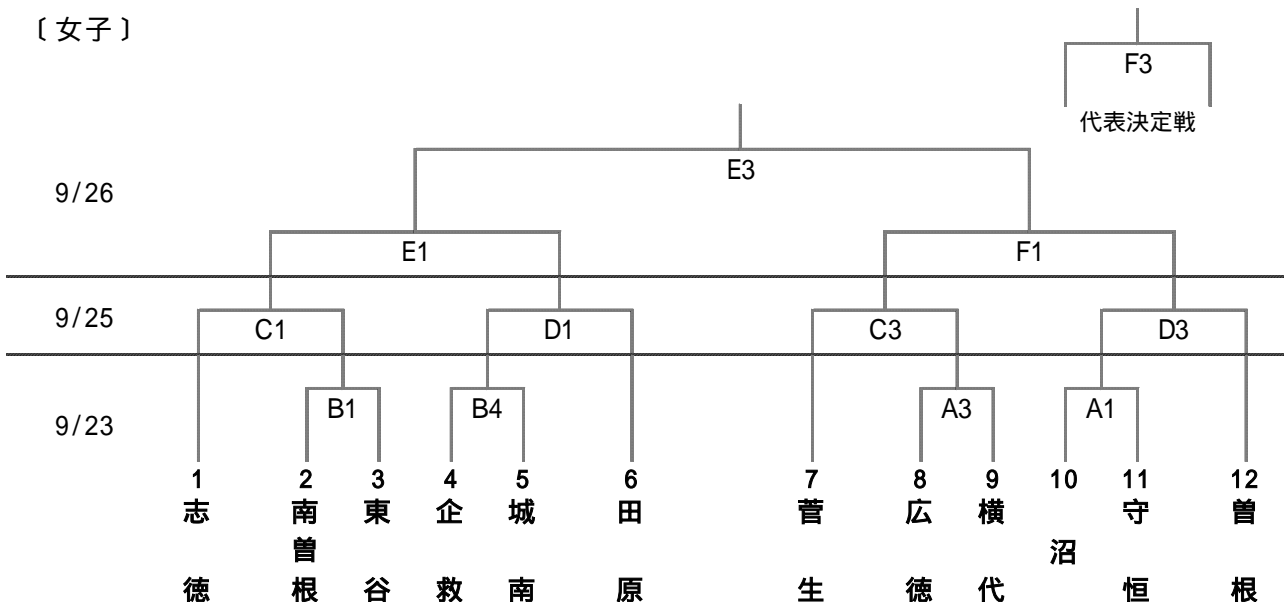 〔女子〕
F3
代表決定戦
E3
9/26
E1
F1
9/25
C1
D1
C3
D3
9/23
B1
B4
A3
A1
1
2
3
4
5
6
7
8
9
10
11
12
志徳
南曽根
東谷
企救
城南
田原
菅生
広徳
横代
沼
守恒
曽根